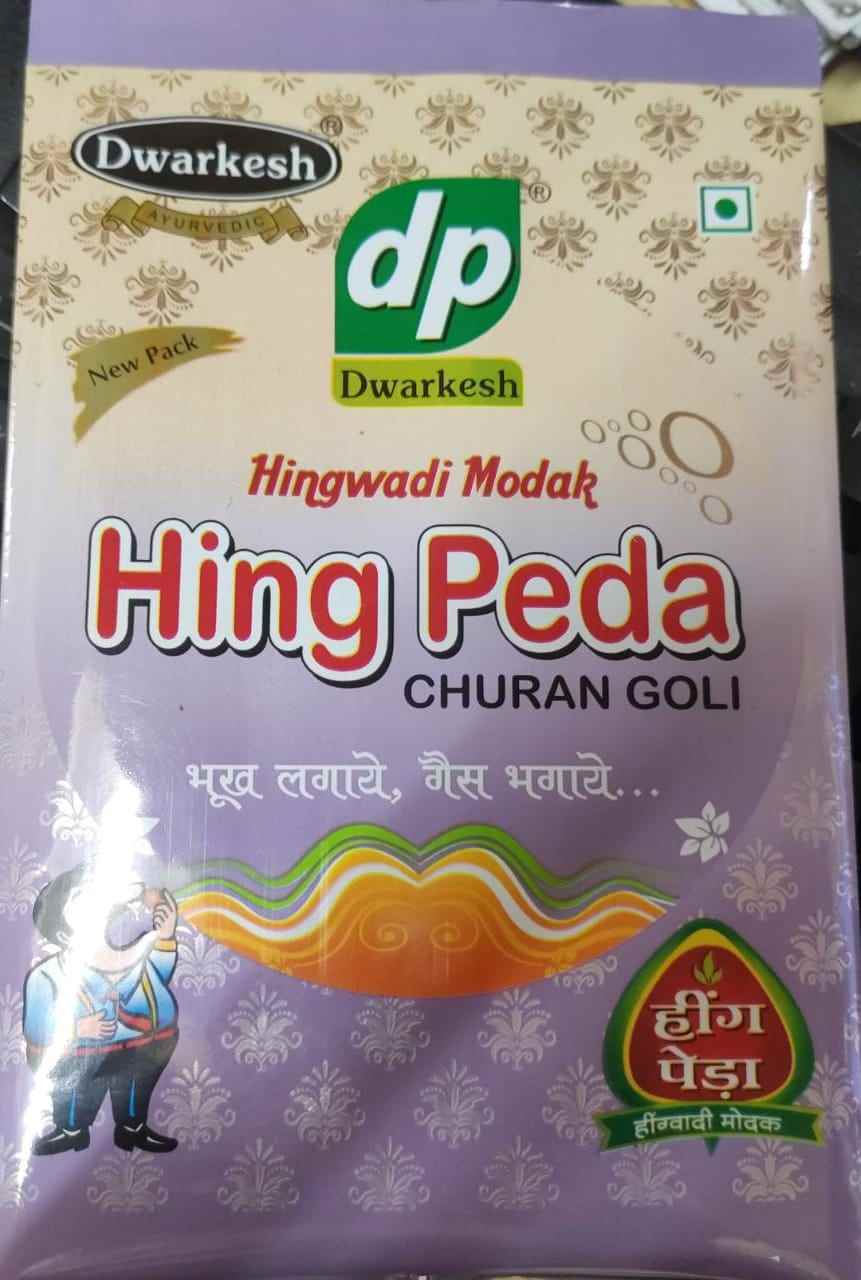 Dwarkesh ®
AYURVEDIC
dp ®
Dwarkesh
New Pack
Hingwadi Modak
Hing Peda
CHURAN GOLI
भूख लगाये, गैस भगाये...
हींग
पेड़ा
हींग्वादी मोदक